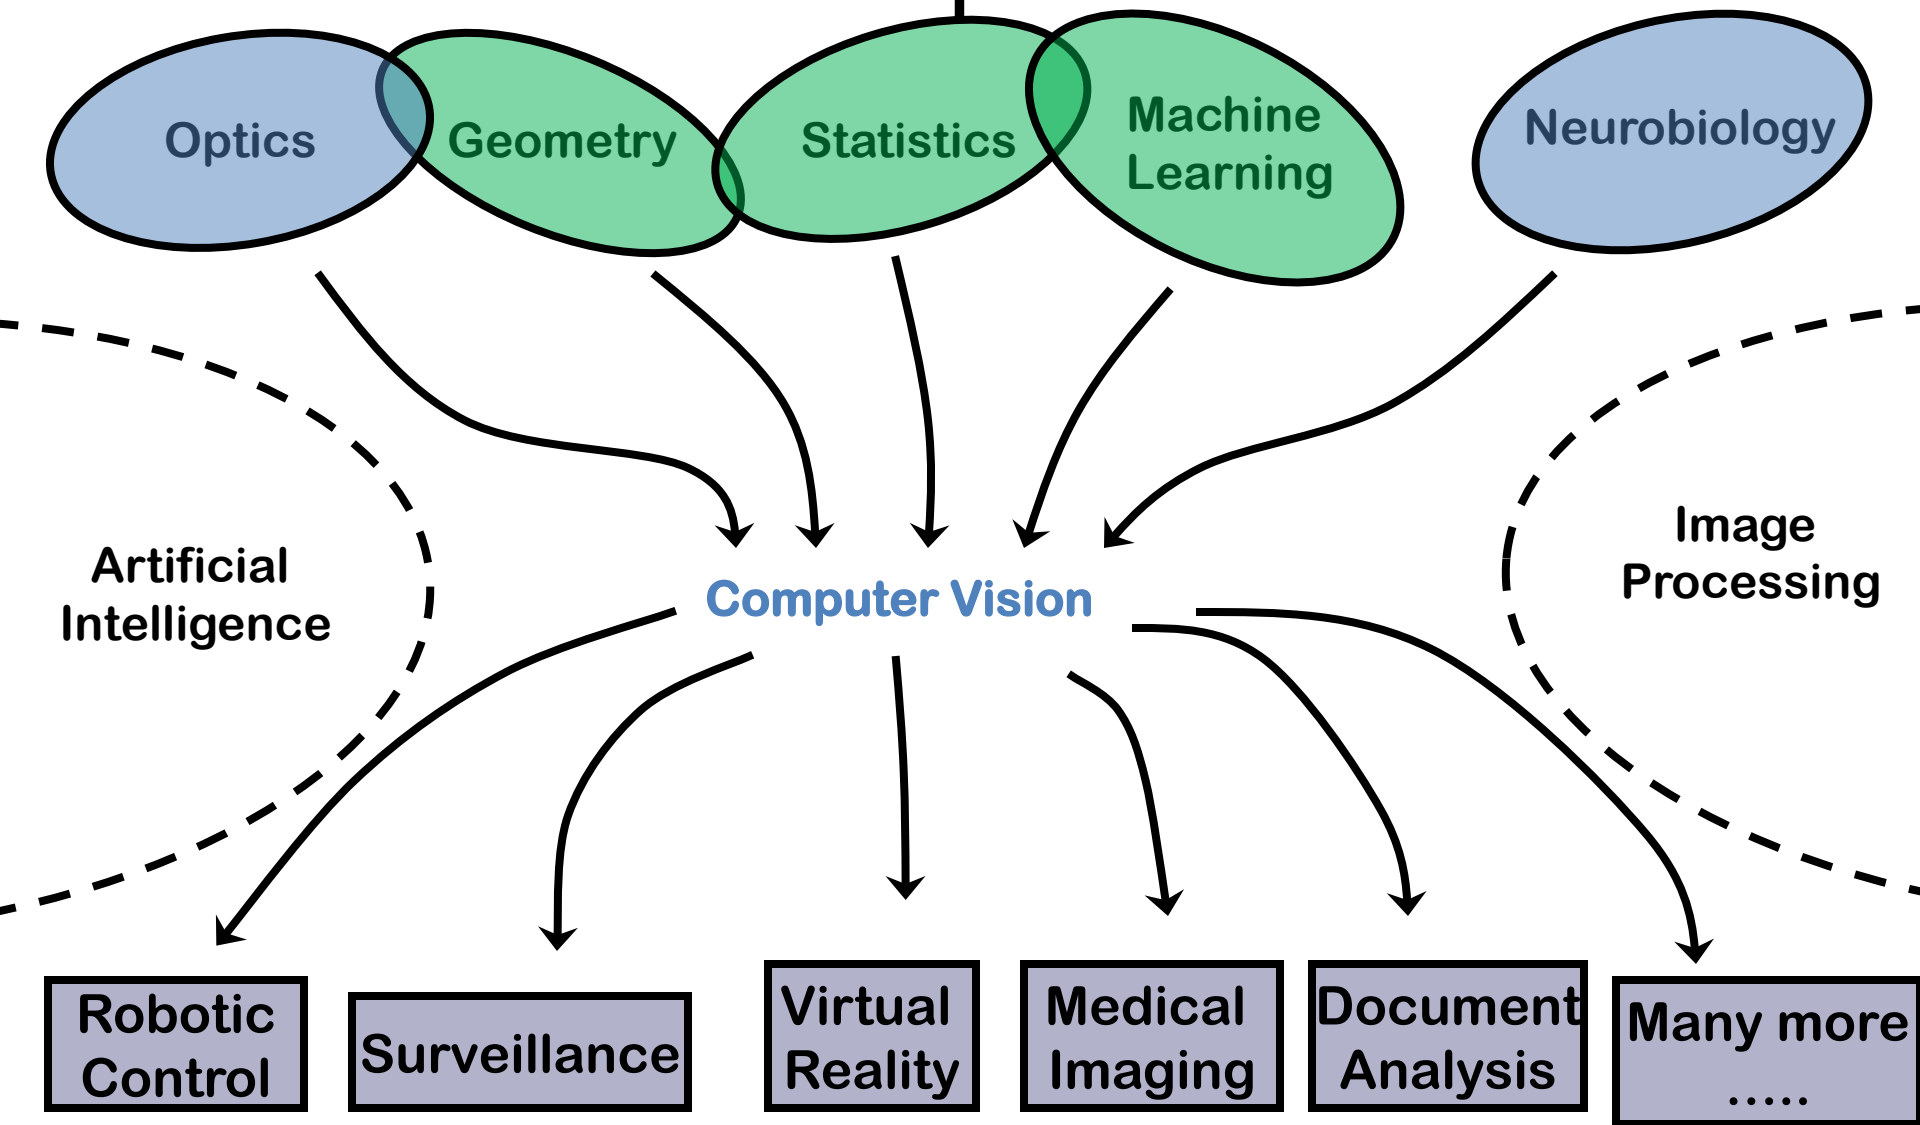 Optics
Geometry
Statistics
Machine
Learning
Neurobiology
Artificial
Intelligence
Computer Vision
Image
Processing
Robotic
Control
Surveillance
Virtual
Reality
Medical
Imaging
Document
Analysis
Many more
.....